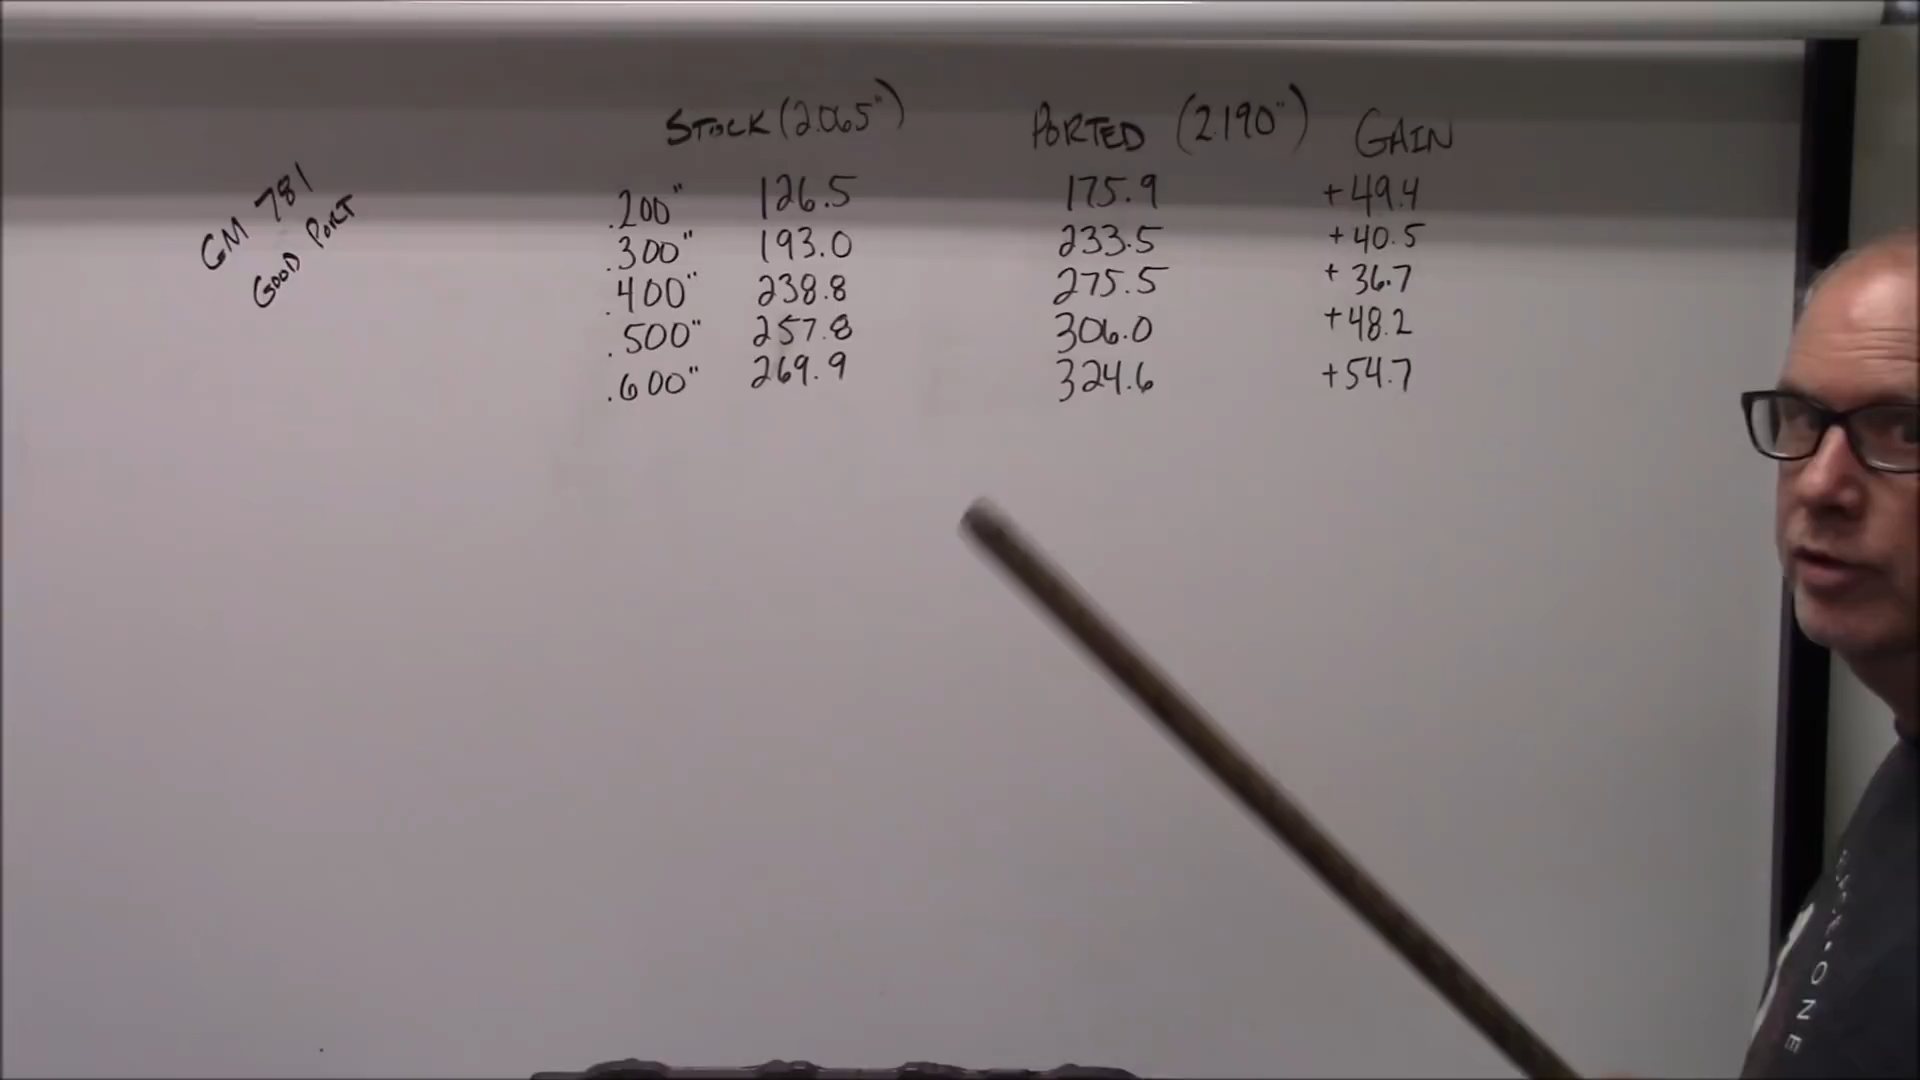 STOCK (2.065") PORTED (2.190") GAIN
GM 781
GOOD PORT
.200" 126.5 175.9 +49.4
.300" 193.0 233.5 +40.5
.400" 238.8 275.5 +36.7
.500" 257.8 306.0 +48.2
.600" 269.9 324.6 +54.7
ONE